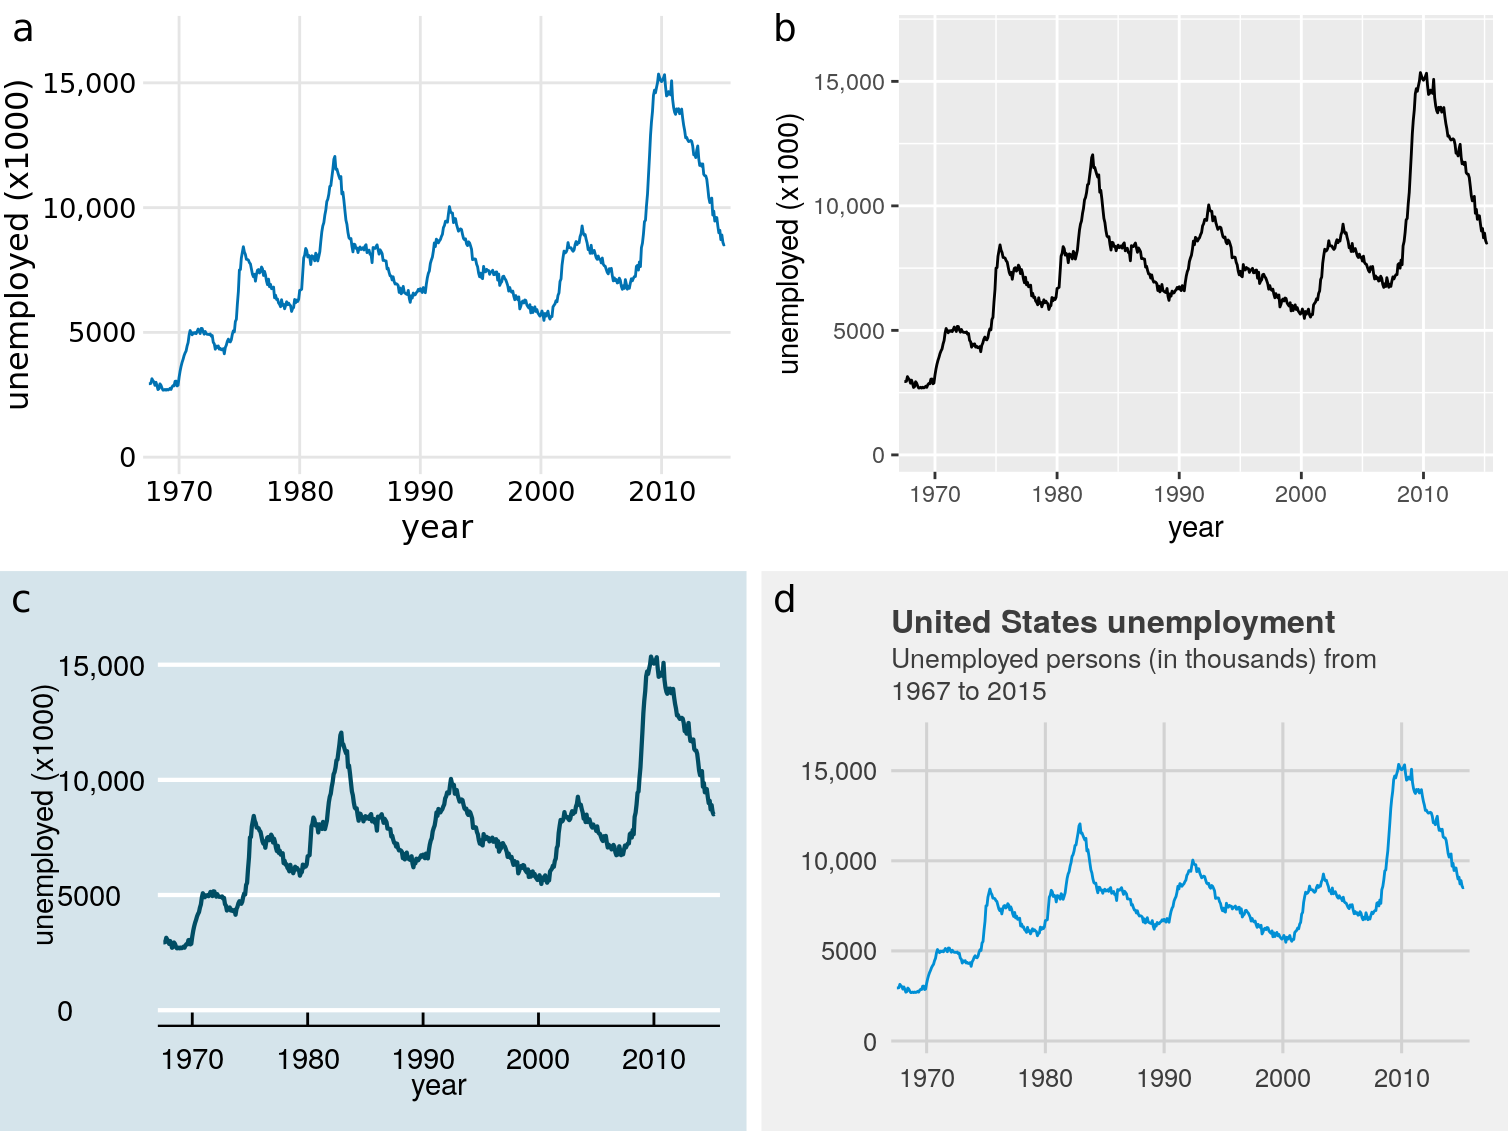 a
unemployed (x1000)
15,000
10,000
5000
0
1970 1980 1990 2000 2010
year
b
unemployed (x1000)
15,000
10,000
5000
0
1970 1980 1990 2000 2010
year
c
unemployed (x1000)
15,000
10,000
5000
0
1970 1980 1990 2000 2010
year
d
United States unemployment
Unemployed persons (in thousands) from
1967 to 2015
15,000
10,000
5000
0
1970 1980 1990 2000 2010